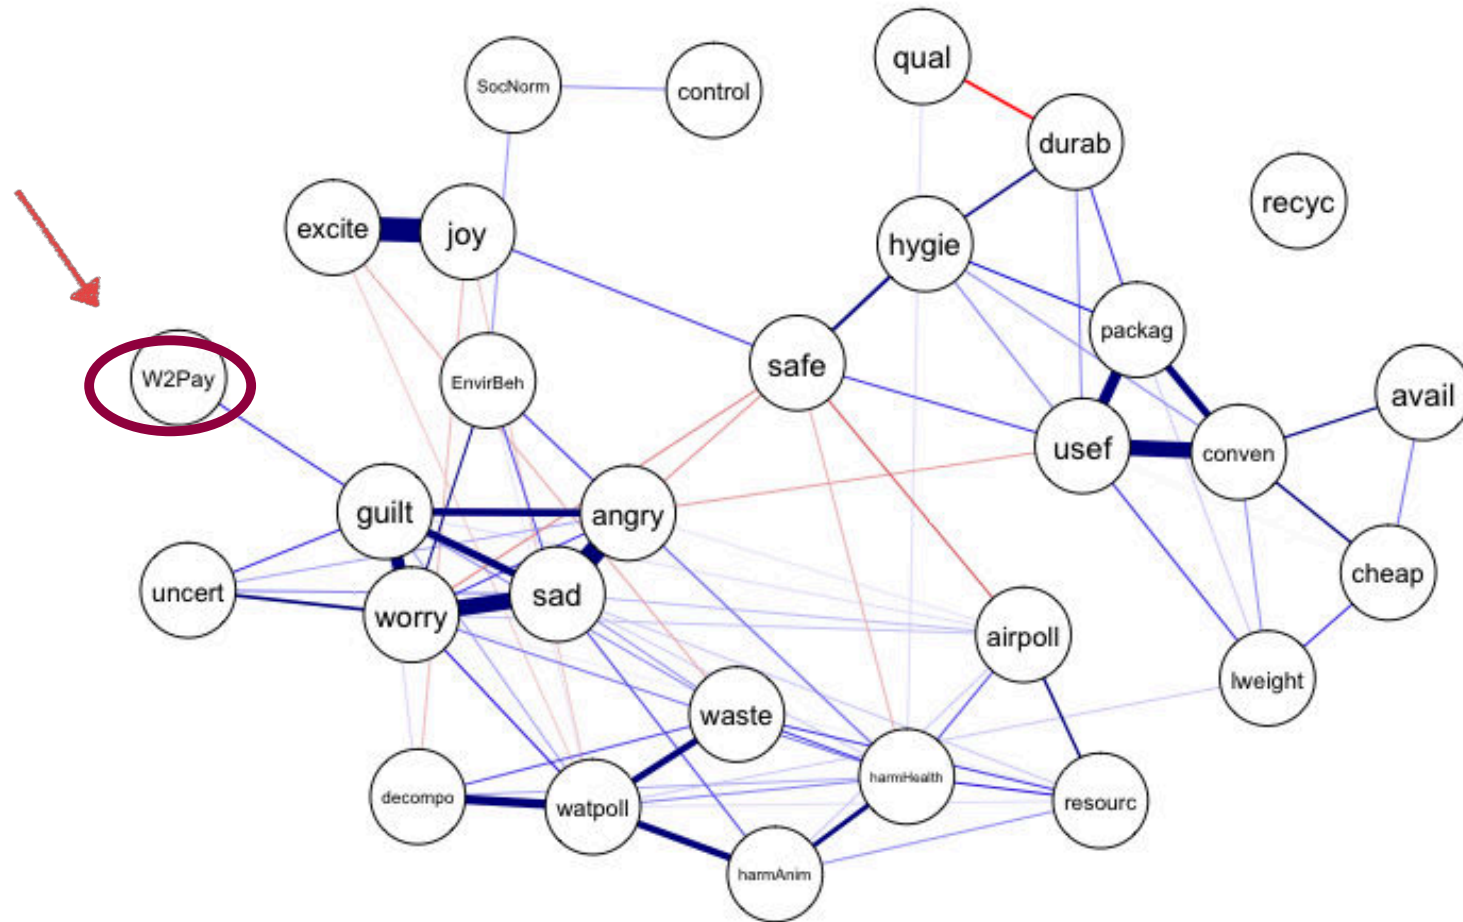 qual
SocNorm
control
durab
recyc
excite
joy
hygie
packag
safe
W2Pay
EnvirBeh
avail
usef
conven
guilt
angry
cheap
uncert
sad
worry
airpoll
lweight
waste
harmHealth
decompo
watpoll
resourc
harmAnim